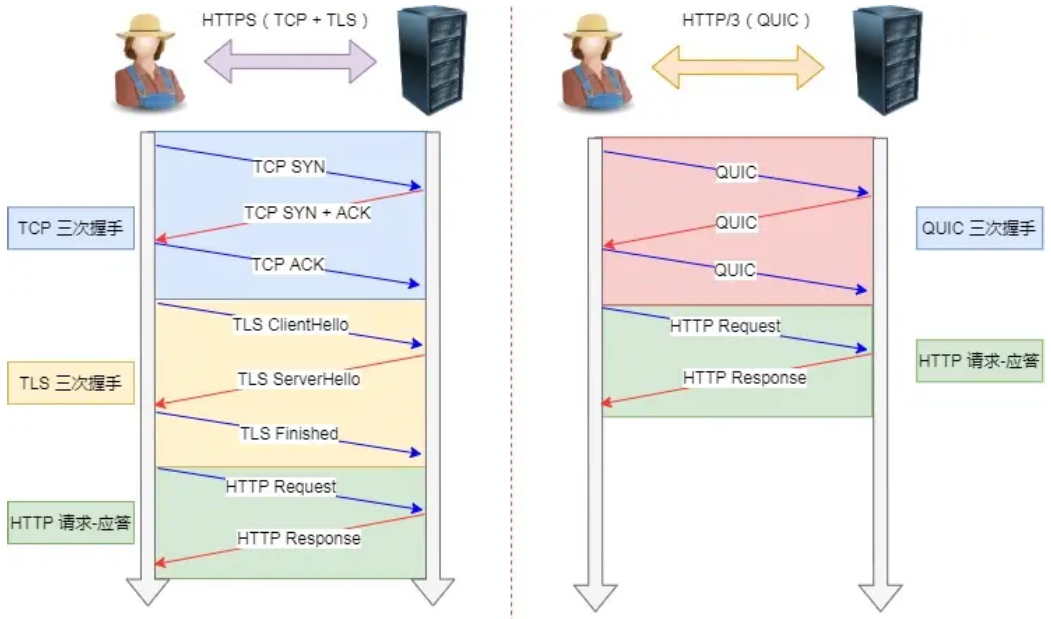 HTTPS（TCP + TLS）
TCP 三次握手
TCP SYN
TCP SYN + ACK
TCP ACK
TLS 三次握手
TLS ClientHello
TLS ServerHello
TLS Finished
HTTP 请求-应答
HTTP Request
HTTP Response
HTTP/3（QUIC）
QUIC
QUIC
QUIC
QUIC 三次握手
HTTP Request
HTTP Response
HTTP 请求-应答